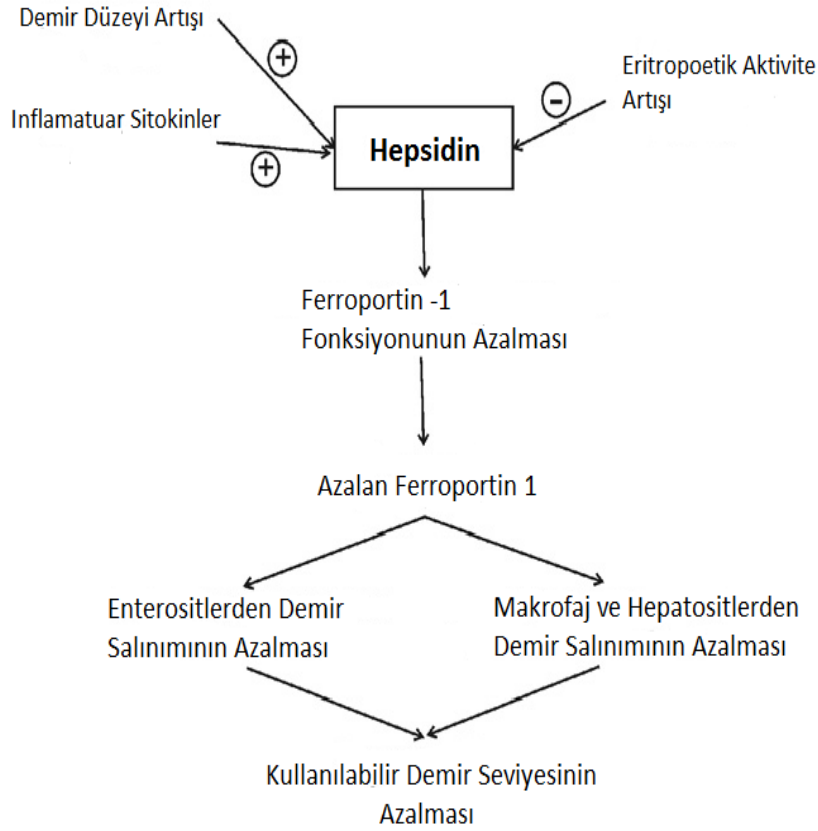 Demir Düzeyi Artışı
+
Eritropoetik Aktivite
Artışı
-
Inflamatuar Sitokinler
+
Hepsidin
Ferroportin -1
Fonksiyonunun Azalması
Azalan Ferroportin 1
Enterositlerden Demir
Salınımının Azalması
Makrofaj ve Hepatositlerden
Demir Salınımının Azalması
Kullanılabilir Demir Seviyesinin
Azalması